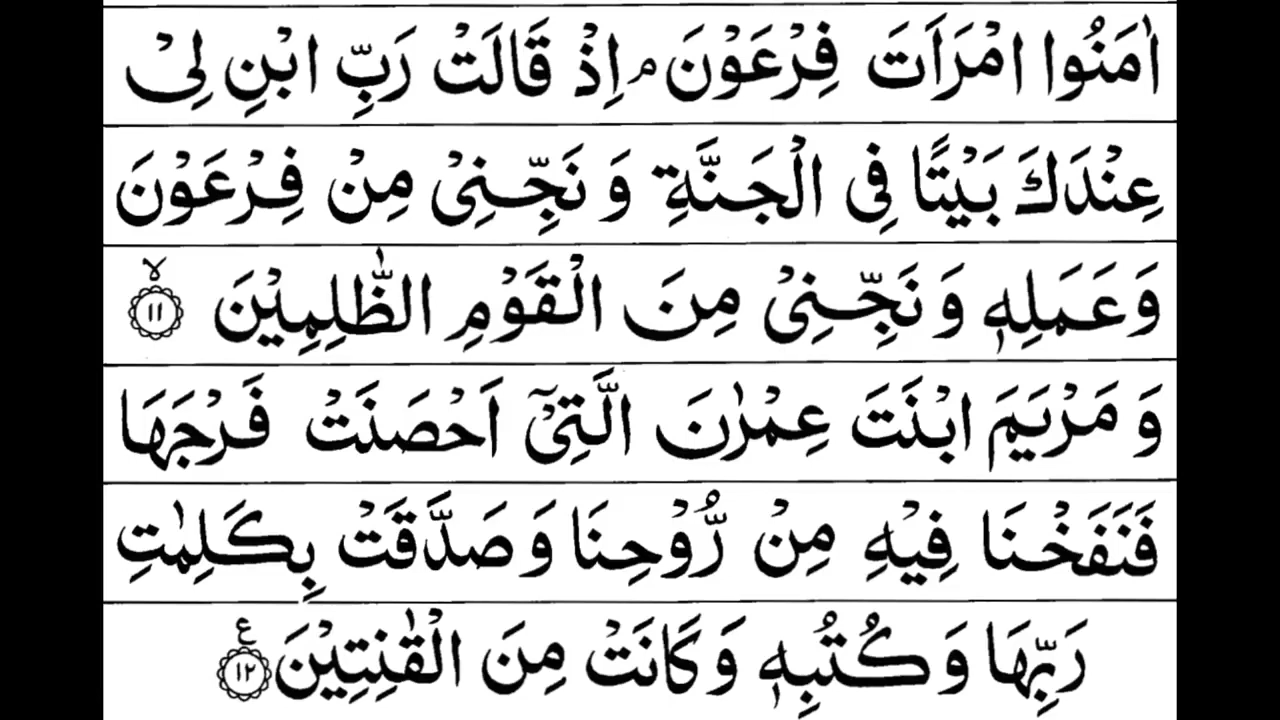 اٰمَنُوا امْرَاَتَ فِرْعَوْنَ ۘ اِذْ قَالَتْ رَبِّ ابْنِ لِیْ
عِنْدَكَ بَیْتًا فِی الْجَنَّةِ وَ نَجِّنِیْ مِنْ فِرْعَوْنَ
وَ عَمَلِهٖ وَ نَجِّنِیْ مِنَ الْقَوْمِ الظّٰلِمِیْنَ ۙ﴿۱۱﴾
وَ مَرْیَمَ ابْنَتَ عِمْرٰنَ الَّتِیْۤ اَحْصَنَتْ فَرْجَهَا
فَنَفَخْنَا فِیْهِ مِنْ رُّوْحِنَا وَ صَدَّقَتْ بِكَلِمٰتِ
رَبِّهَا وَ كُتُبِهٖ وَ كَانَتْ مِنَ الْقٰنِتِیْنَ ﴿۱۲﴾ ع